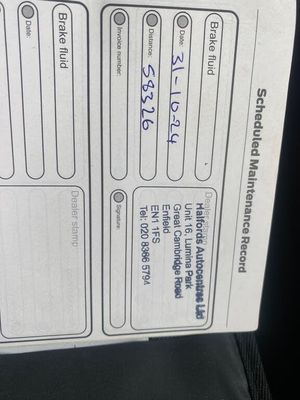 Scheduled Maintenance Record
Brake fluid
Date: 31-10-24
Distance: 58326
Invoice number:
Dealer stamp
Halfords Autocentres Ltd
Unit 16, Lumina Park
Great Cambridge Road
Enfield
EN1 1FS
Tel: 020 8366 5794
Signature:
Brake fluid
Date:
Dealer stamp